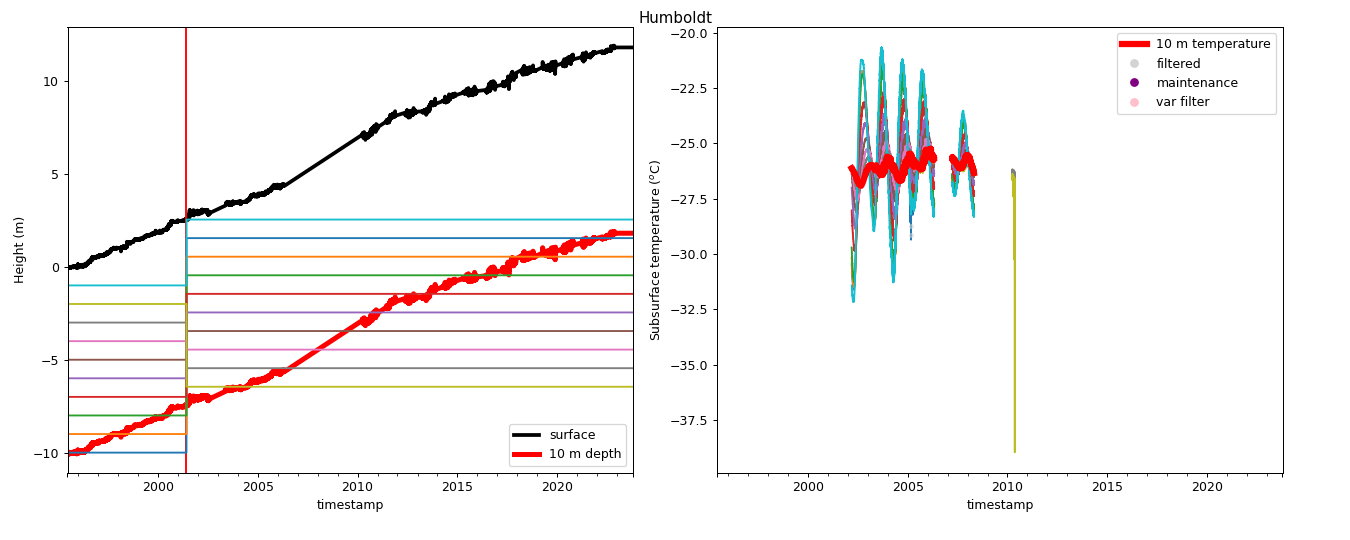 Humboldt
Height (m)
10
5
0
−5
−10
2000
2005
2010
2015
2020
timestamp
surface
10 m depth
Subsurface temperature (°C)
−20.0
−22.5
−25.0
−27.5
−30.0
−32.5
−35.0
−37.5
2000
2005
2010
2015
2020
timestamp
10 m temperature
filtered
maintenance
var filter